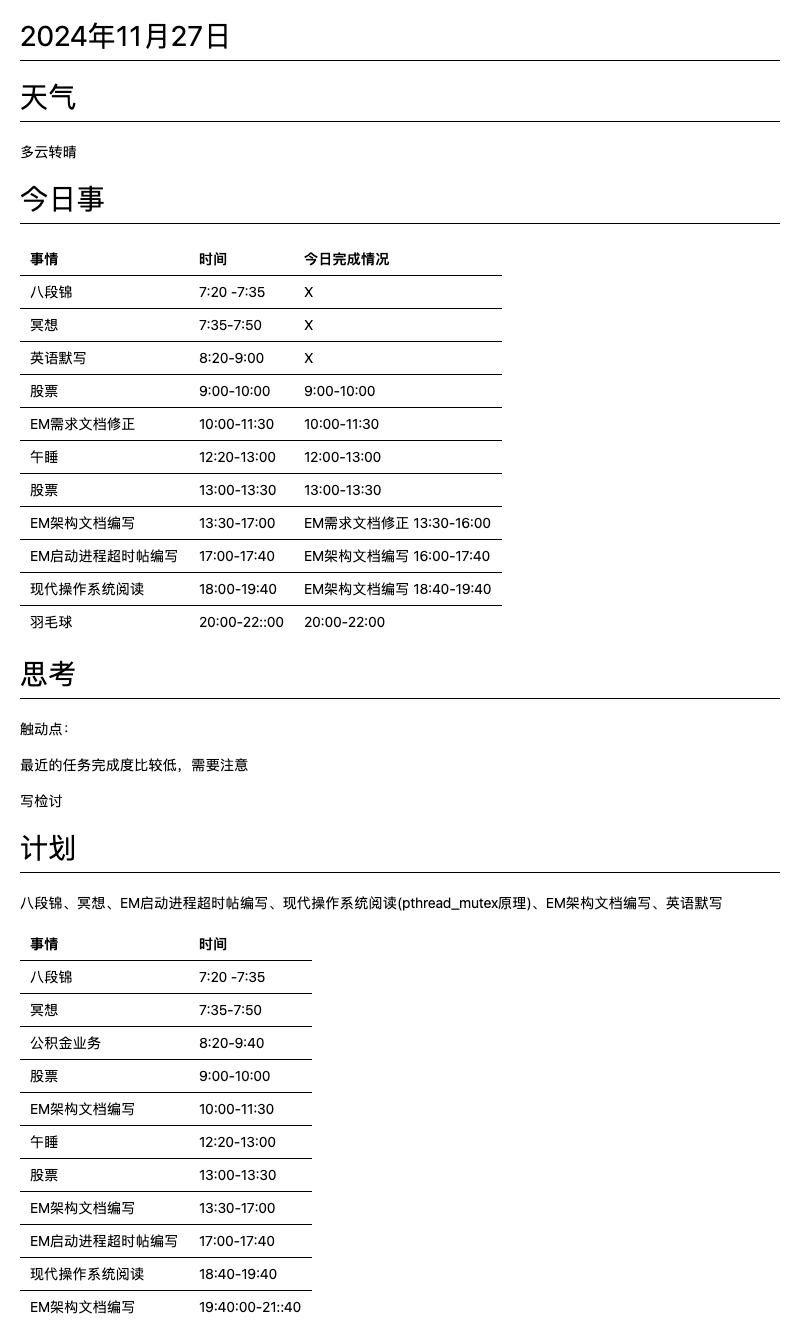 2024年11月27日
天气
多云转晴
今日事
事情 时间 今日完成情况
八段锦 7:20 -7:35 X
冥想 7:35-7:50 X
英语默写 8:20-9:00 X
股票 9:00-10:00 9:00-10:00
EM需求文档修正 10:00-11:30 10:00-11:30
午睡 12:20-13:00 12:00-13:00
股票 13:00-13:30 13:00-13:30
EM架构文档编写 13:30-17:00 EM需求文档修正 13:30-16:00
EM启动进程超时帖编写 17:00-17:40 EM架构文档编写 16:00-17:40
现代操作系统阅读 18:00-19:40 EM架构文档编写 18:40-19:40
羽毛球 20:00-22::00 20:00-22:00
思考
触动点：
最近的任务完成度比较低，需要注意
写检讨
计划
八段锦、冥想、EM启动进程超时帖编写、现代操作系统阅读(pthread_mutex原理)、EM架构文档编写、英语默写
事情 时间
八段锦 7:20 -7:35
冥想 7:35-7:50
公积金业务 8:20-9:40
股票 9:00-10:00
EM架构文档编写 10:00-11:30
午睡 12:20-13:00
股票 13:00-13:30
EM架构文档编写 13:30-17:00
EM启动进程超时帖编写 17:00-17:40
现代操作系统阅读 18:40-19:40
EM架构文档编写 19:40:00-21::40